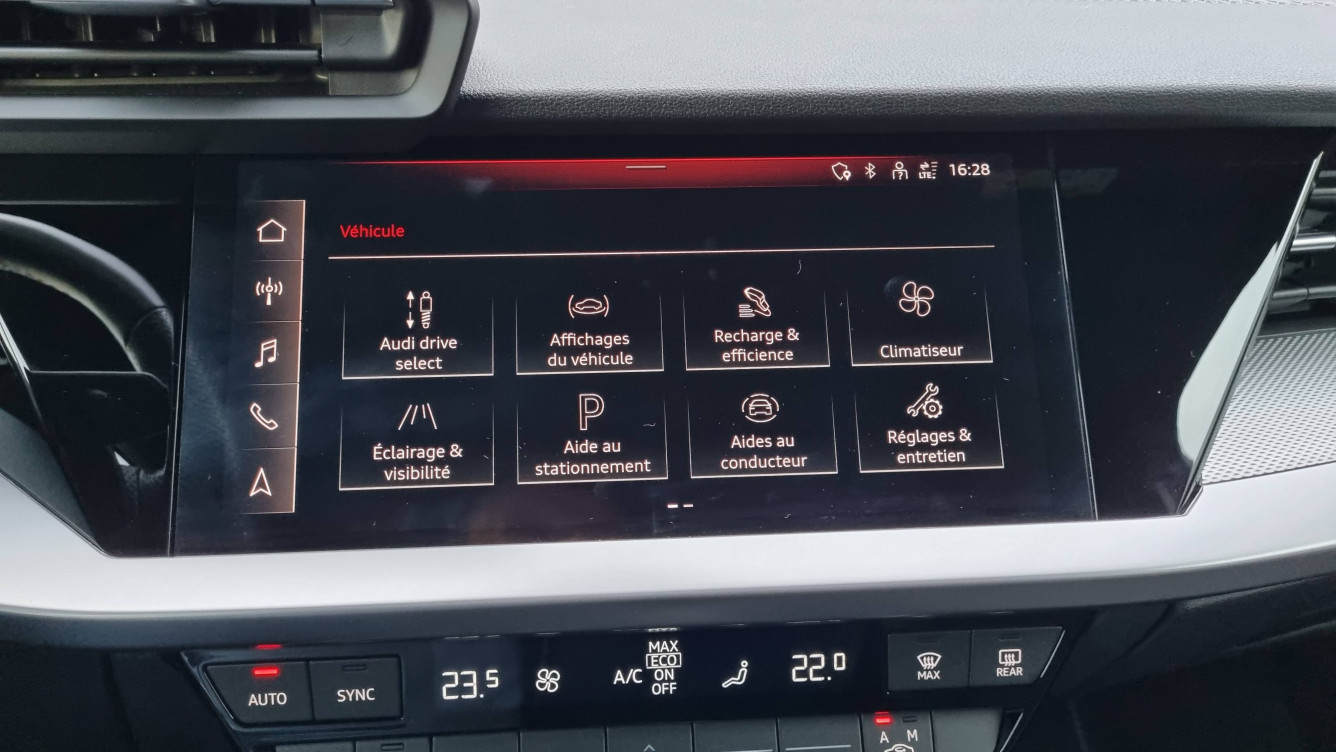 LTE 16:28
Véhicule
Audi drive
select
Affichages
du véhicule
Recharge &
efficience
Climatiseur
Éclairage &
visibilité
P
Aide au
stationnement
Aides au
conducteur
Réglages &
entretien
AUTO
SYNC
23.5
A/C
MAX
ECO
ON
OFF
22.0
MAX
REAR
A M